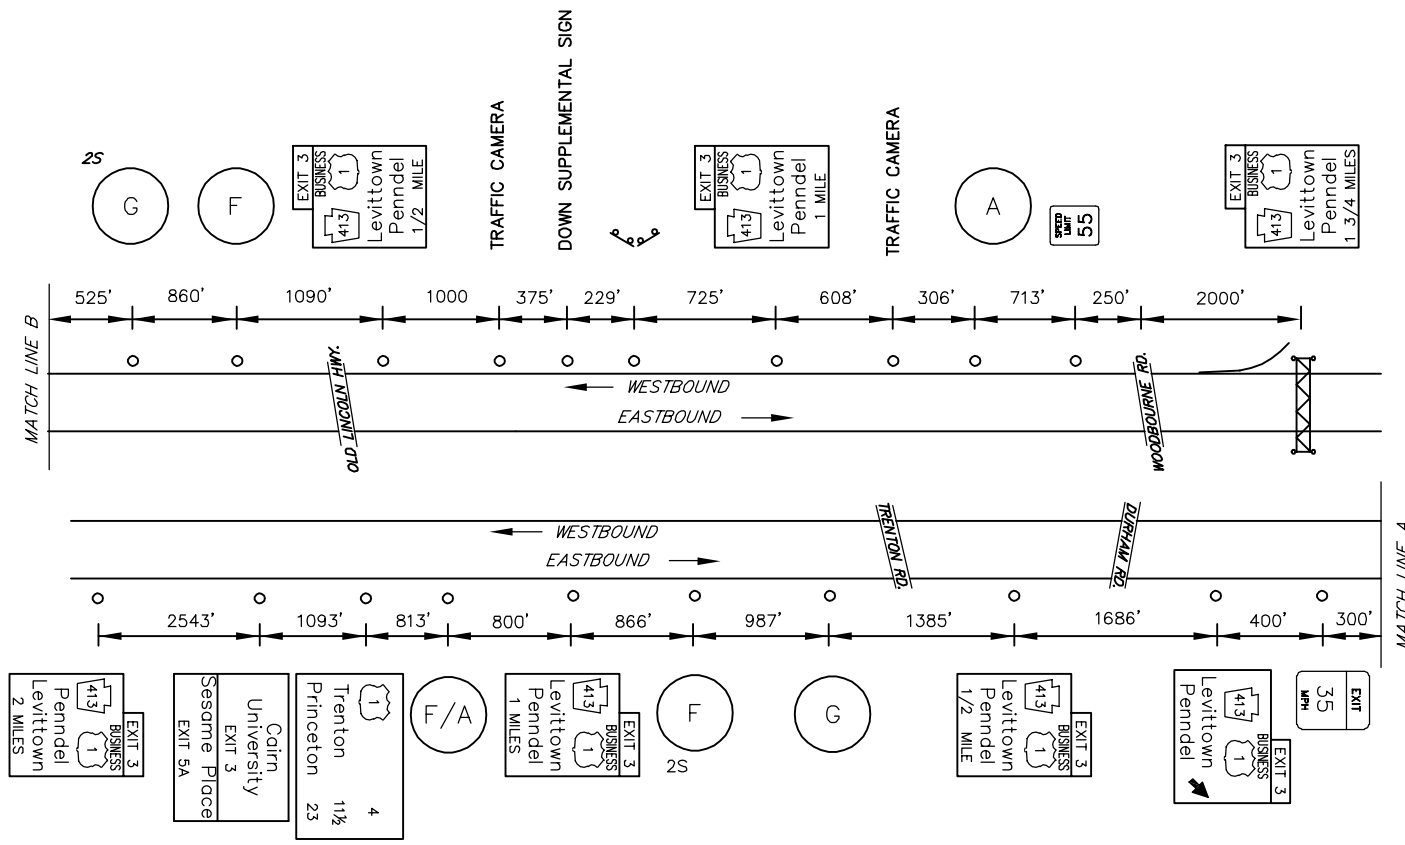 2S
G
F
EXIT 3
BUSINESS
413 1
Levittown
Penndel
1/2 MILE
TRAFFIC CAMERA
DOWN SUPPLEMENTAL SIGN
EXIT 3
BUSINESS
413 1
Levittown
Penndel
1 MILE
TRAFFIC CAMERA
A
SPEED
LIMIT
55
EXIT 3
BUSINESS
413 1
Levittown
Penndel
1 3/4 MILES
525' 860' 1090' 1000 375' 229' 725' 608' 306' 713' 250' 2000'
MATCH LINE B
OLD LINCOLN HWY.
WESTBOUND
EASTBOUND
WOODBOURNE RD.
WESTBOUND
EASTBOUND
TRENTON RD.
DURHAM RD.
MATCH LINE A
2543' 1093' 813' 800' 866' 987' 1385' 1686' 400' 300'
EXIT 3
BUSINESS
413 1
Penndel
Levittown
2 MILES
Cairn
University
EXIT 3
Sesame Place
EXIT 5A
1 4
Trenton 11½
Princeton 23
F/A
EXIT 3
BUSINESS
413 1
Penndel
Levittown
1 MILES
F
2S
G
EXIT 3
BUSINESS
413 1
Levittown
Penndel
1/2 MILE
EXIT 3
BUSINESS
413 1
Levittown
Penndel
EXIT
35
MPH